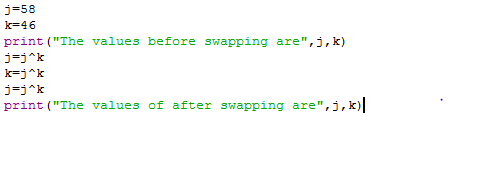 j=58
k=46
print("The values before swapping are",j,k)
j=j^k
k=j^k
j=j^k
print("The values of after swapping are",j,k)